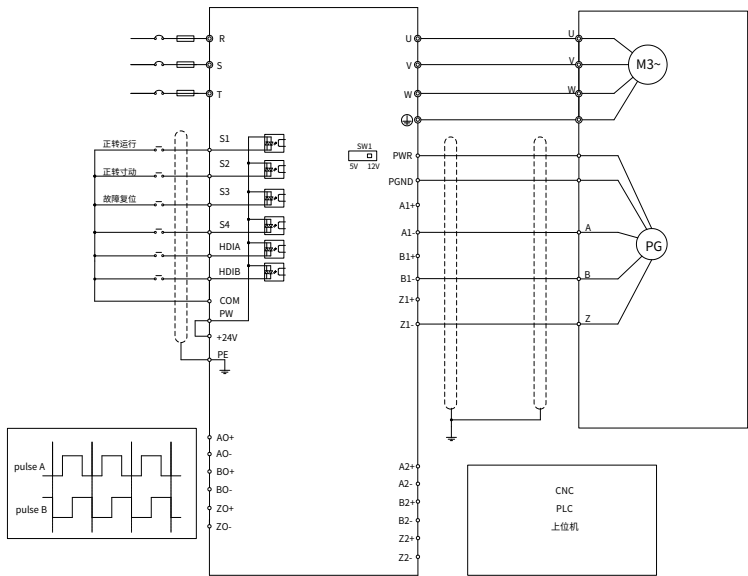 R
S
T
正转运行
正转寸动
故障复位
S1
S2
S3
S4
HDIA
HDIB
COM
PW
+24V
PE
SW1
5V 12V
U
V
W
PWR
PGND
A1+
A1-
B1+
B1-
Z1+
Z1-
U
V
W
M3~
A
B
Z
PG
pulse A
pulse B
AO+
AO-
BO+
BO-
ZO+
ZO-
A2+
A2-
B2+
B2-
Z2+
Z2-
CNC
PLC
上位机